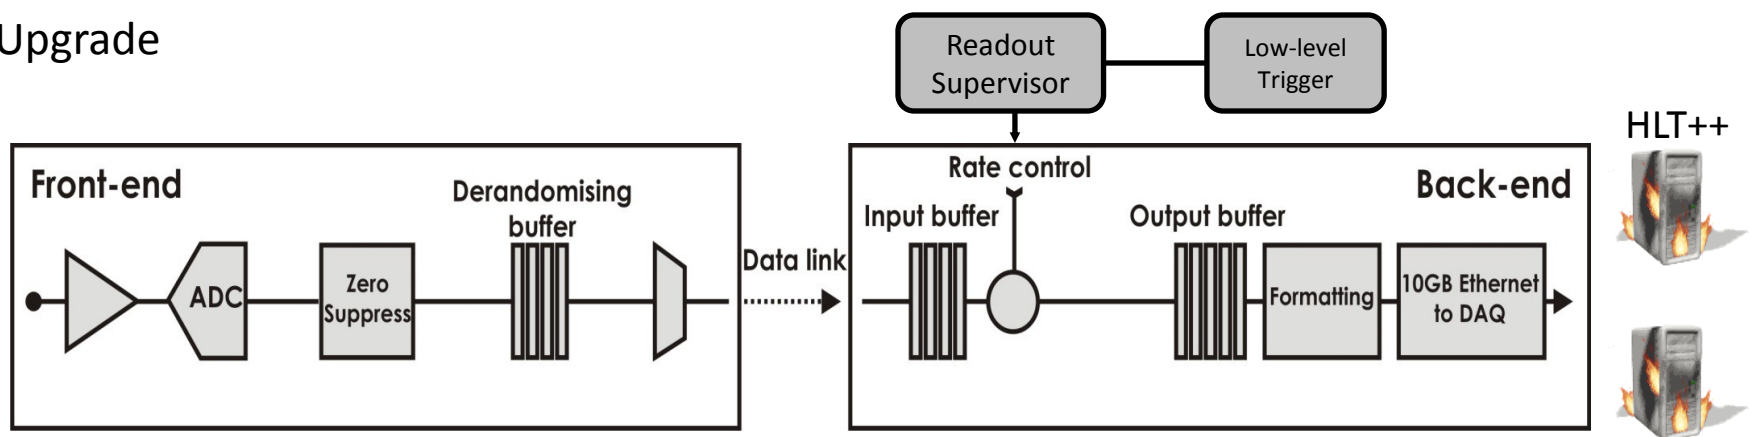 Upgrade
Readout
Supervisor
Low-level
Trigger
HLT++
Front-end
Derandomising
buffer
ADC
Zero
Suppress
Data link
Rate control
Back-end
Input buffer
Output buffer
Formatting
10GB Ethernet
to DAQ